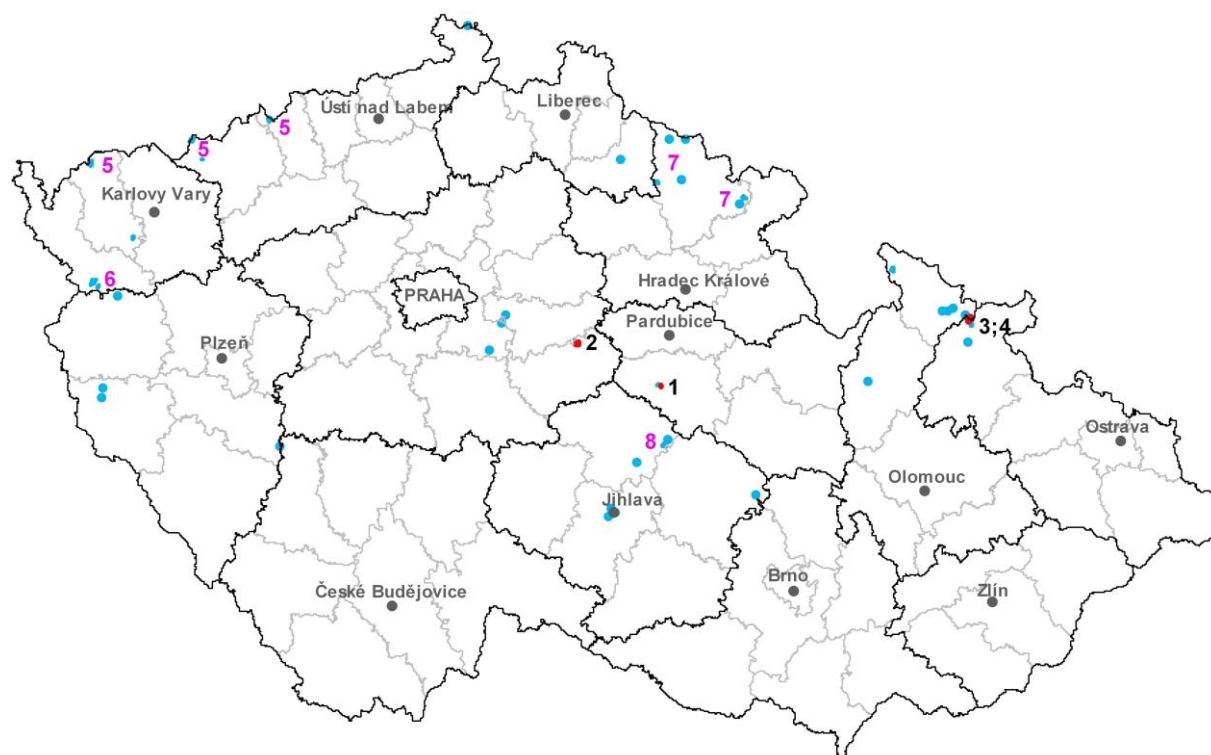 Ústí nad Labem
Liberec
5
5
5
7
Karlovy Vary
7
6
Hradec Králové
PRAHA
Pardubice
3;4
Plzeň
2
1
8
Ostrava
Olomouc
Jihlava
Brno
České Budějovice
Zlín